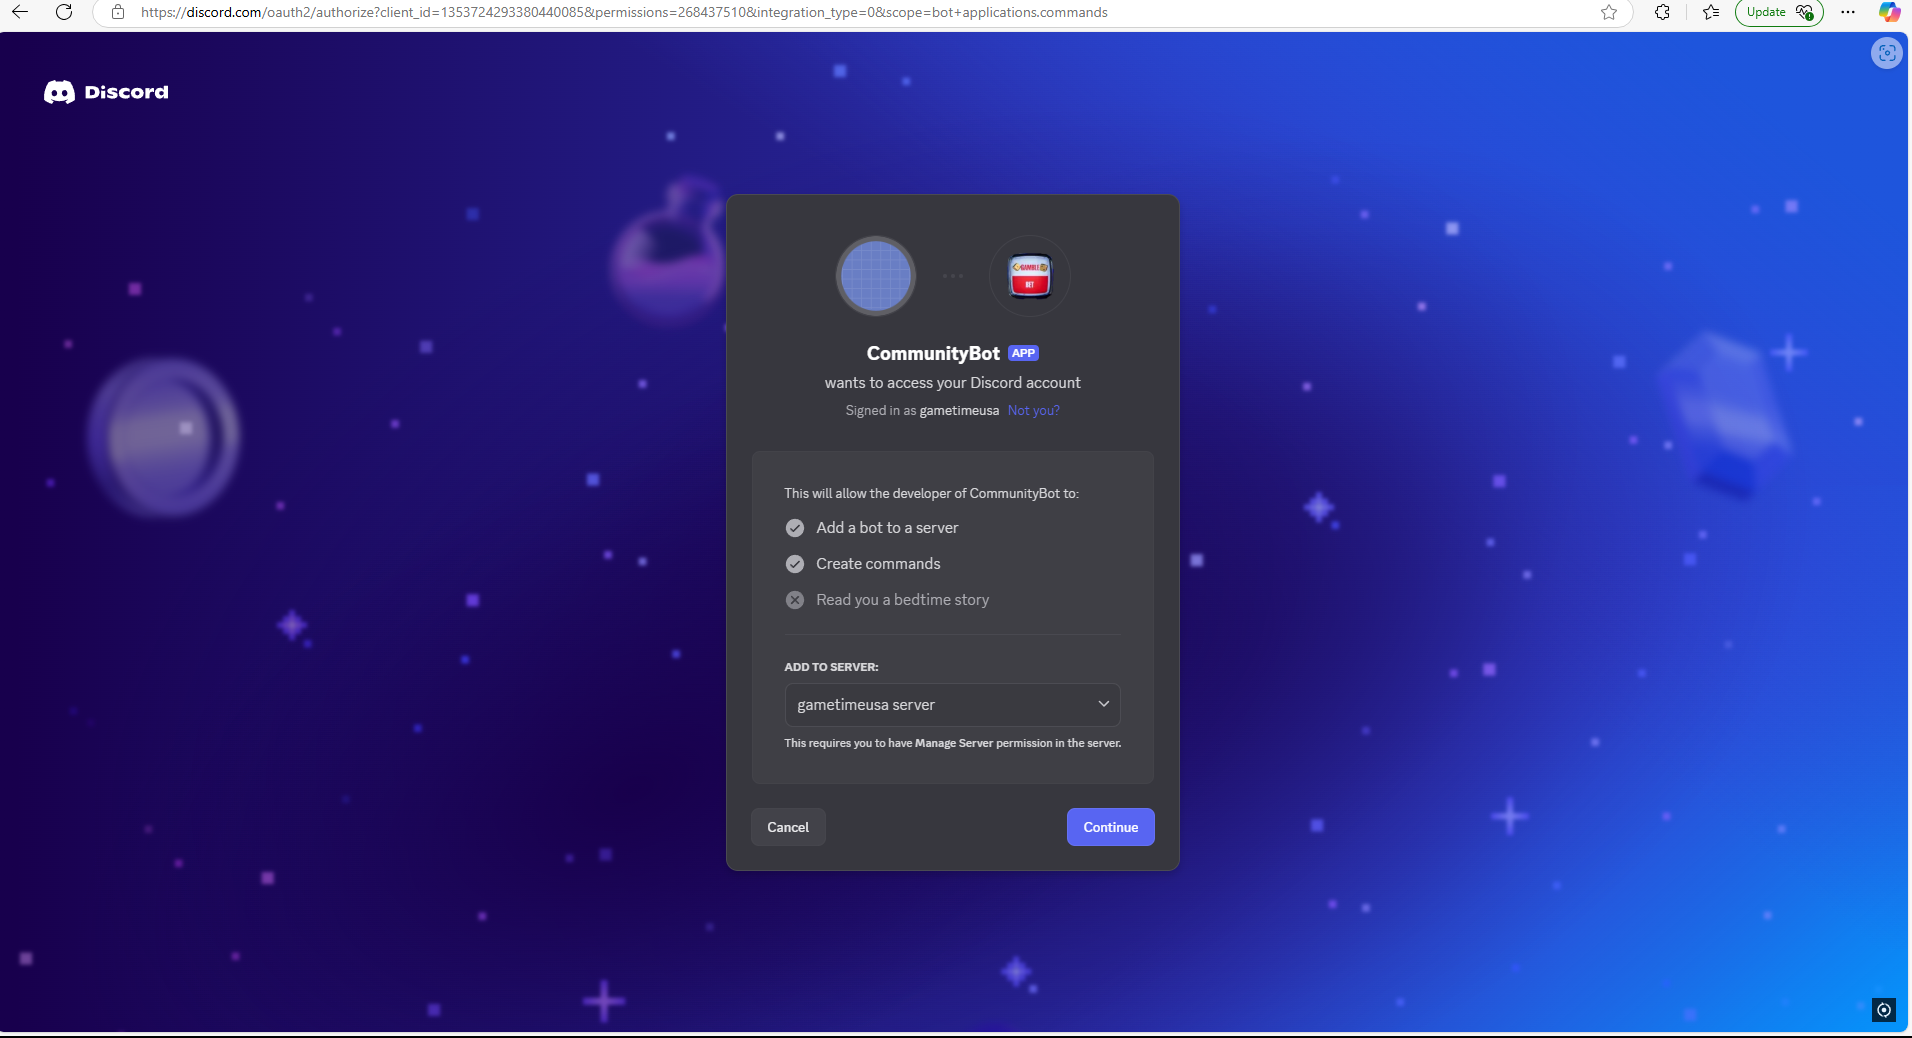 https://discord.com/oauth2/authorize?client_id=1353724293380440085&permissions=268437510&integration_type=0&scope=bot+applications.commands
Update
Discord
GAMBLE
BET
CommunityBot APP
wants to access your Discord account
Signed in as gametimeusa Not you?
This will allow the developer of CommunityBot to:
Add a bot to a server
Create commands
Read you a bedtime story
ADD TO SERVER:
gametimeusa server
This requires you to have Manage Server permission in the server.
Cancel
Continue